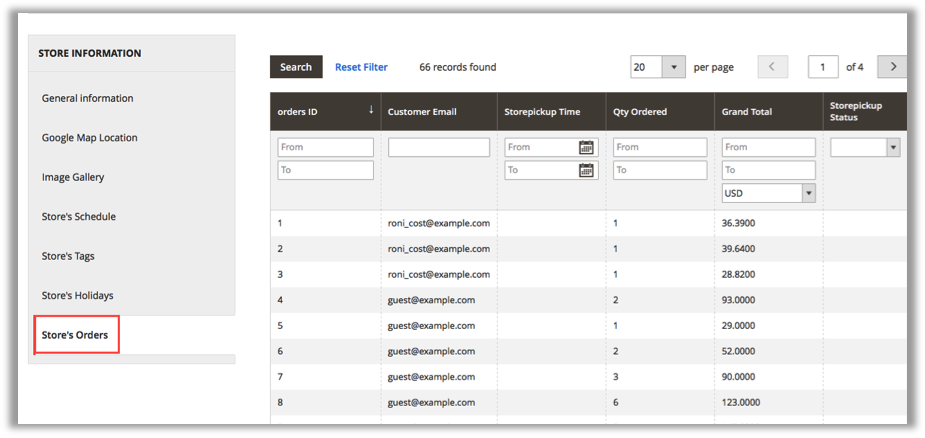 STORE INFORMATION
General information
Google Map Location
Image Gallery
Store's Schedule
Store's Tags
Store's Holidays
Store's Orders
Search Reset Filter 66 records found 20 per page 1 of 4
orders ID ↓ Customer Email Storepickup Time Qty Ordered Grand Total Storepickup Status
From From From From
To To To To
USD
1 roni_cost@example.com 1 36.3900
2 roni_cost@example.com 1 39.6400
3 roni_cost@example.com 1 28.8200
4 guest@example.com 2 93.0000
5 guest@example.com 1 29.0000
6 guest@example.com 2 52.0000
7 guest@example.com 3 90.0000
8 guest@example.com 6 123.0000